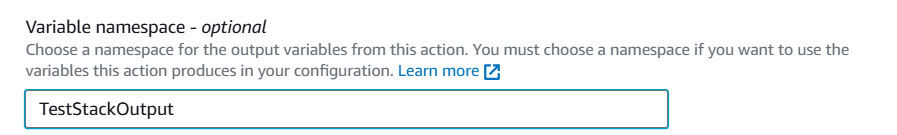 Variable namespace - optional
Choose a namespace for the output variables from this action. You must choose a namespace if you want to use the
variables this action produces in your configuration. Learn more
TestStackOutput